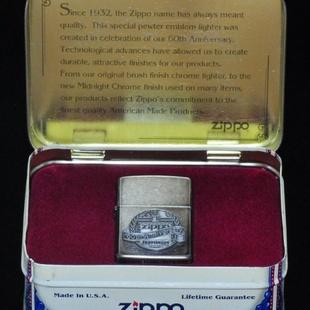 Since 1932, the Zippo name has always meant
quality. This special pewter emblem lighter was
created in celebration of our 60th Anniversary.
Technological advances have allowed us to create
durable, attractive finishes for our products.
From our original brush finish chrome lighter, to the
new Midnight Chrome finish used on many items,
our products reflect Zippo's commitment to the
finest quality American Made Products.
zippo
zippo
Made in U.S.A.
zippo
Lifetime Guarantee